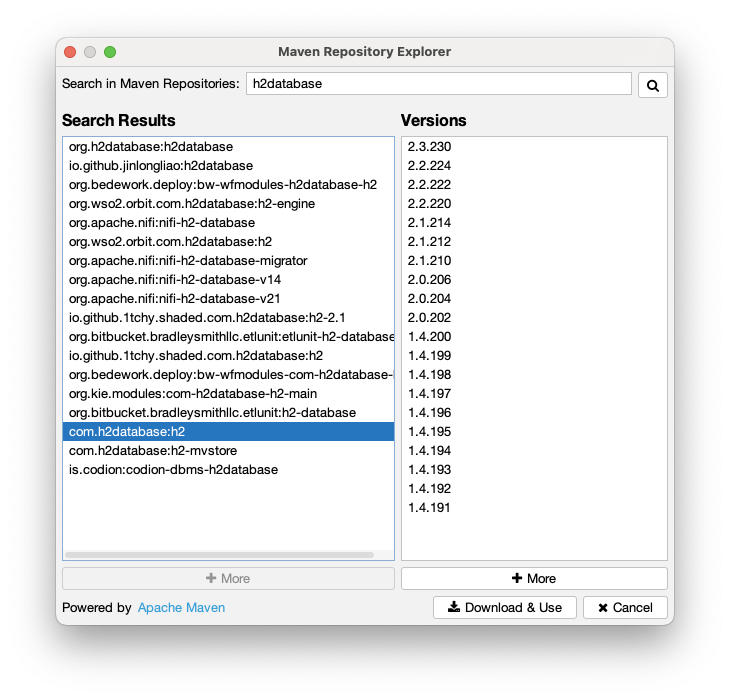 Maven Repository Explorer
Search in Maven Repositories: h2database
Search Results
org.h2database:h2database
io.github.jinlongliao:h2database
org.bedework.deploy:bw-wfmodules-h2database-h2
org.wso2.orbit.com.h2database:h2-engine
org.apache.nifi:nifi-h2-database
org.wso2.orbit.com.h2database:h2
org.apache.nifi:nifi-h2-database-migrator
org.apache.nifi:nifi-h2-database-v14
org.apache.nifi:nifi-h2-database-v21
io.github.1tchy.shaded.com.h2database:h2-2.1
org.bitbucket.bradleysmithllc.etlunit:etlunit-h2-database
io.github.1tchy.shaded.com.h2database:h2
org.bedework.deploy:bw-wfmodules-com-h2database-
org.kie.modules:com-h2database-h2-main
org.bitbucket.bradleysmithllc.etlunit:h2-database
com.h2database:h2
com.h2database:h2-mvstore
is.codion:codion-dbms-h2database
More
Versions
2.3.230
2.2.224
2.2.222
2.2.220
2.1.214
2.1.212
2.1.210
2.0.206
2.0.204
2.0.202
1.4.200
1.4.199
1.4.198
1.4.197
1.4.196
1.4.195
1.4.194
1.4.193
1.4.192
1.4.191
More
Powered by Apache Maven
Download & Use
Cancel